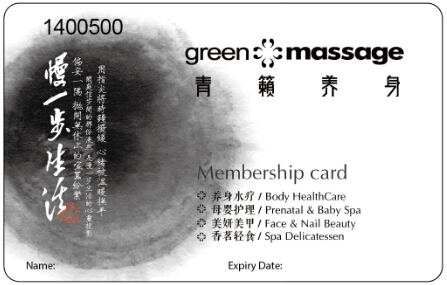 1400500
green massage
青籁养身
慢一步生活
Membership card
养身水疗 / Body HealthCare
母婴护理 / Prenatal & Baby Spa
美妍美甲 / Face & Nail Beauty
香茗轻食 / Spa Delicatessen
Name:
Expiry Date: